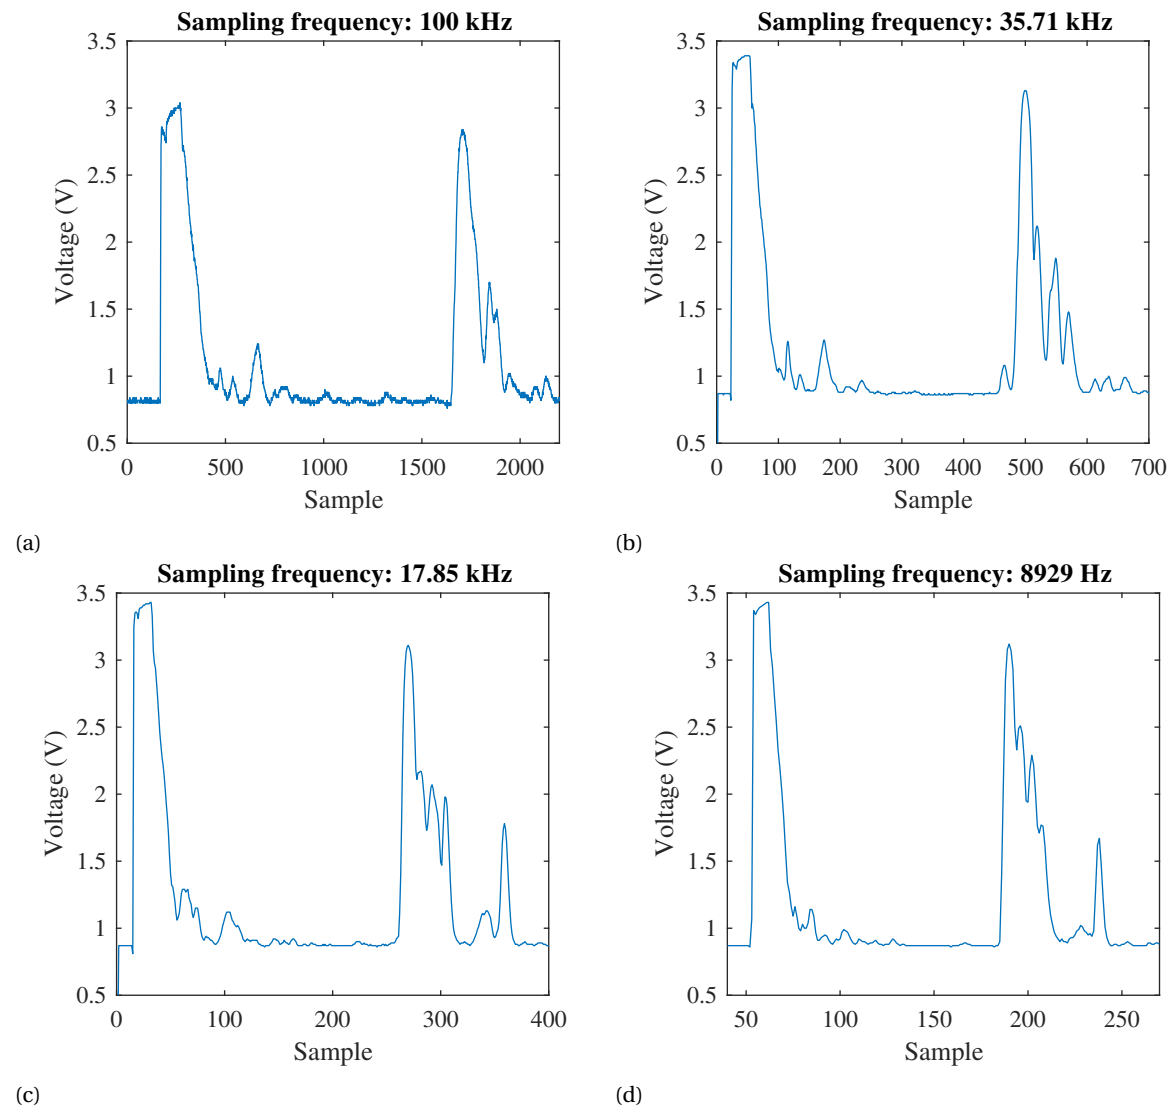 Sampling frequency: 100 kHz
3.5
3
2.5
2
1.5
1
0.5
Voltage (V)
0 500 1000 1500 2000
Sample
(a)
Sampling frequency: 35.71 kHz
3.5
3
2.5
2
1.5
1
0.5
Voltage (V)
0 100 200 300 400 500 600 700
Sample
(b)
Sampling frequency: 17.85 kHz
3.5
3
2.5
2
1.5
1
0.5
Voltage (V)
0 100 200 300 400
Sample
(c)
Sampling frequency: 8929 Hz
3.5
3
2.5
2
1.5
1
0.5
Voltage (V)
50 100 150 200 250
Sample
(d)